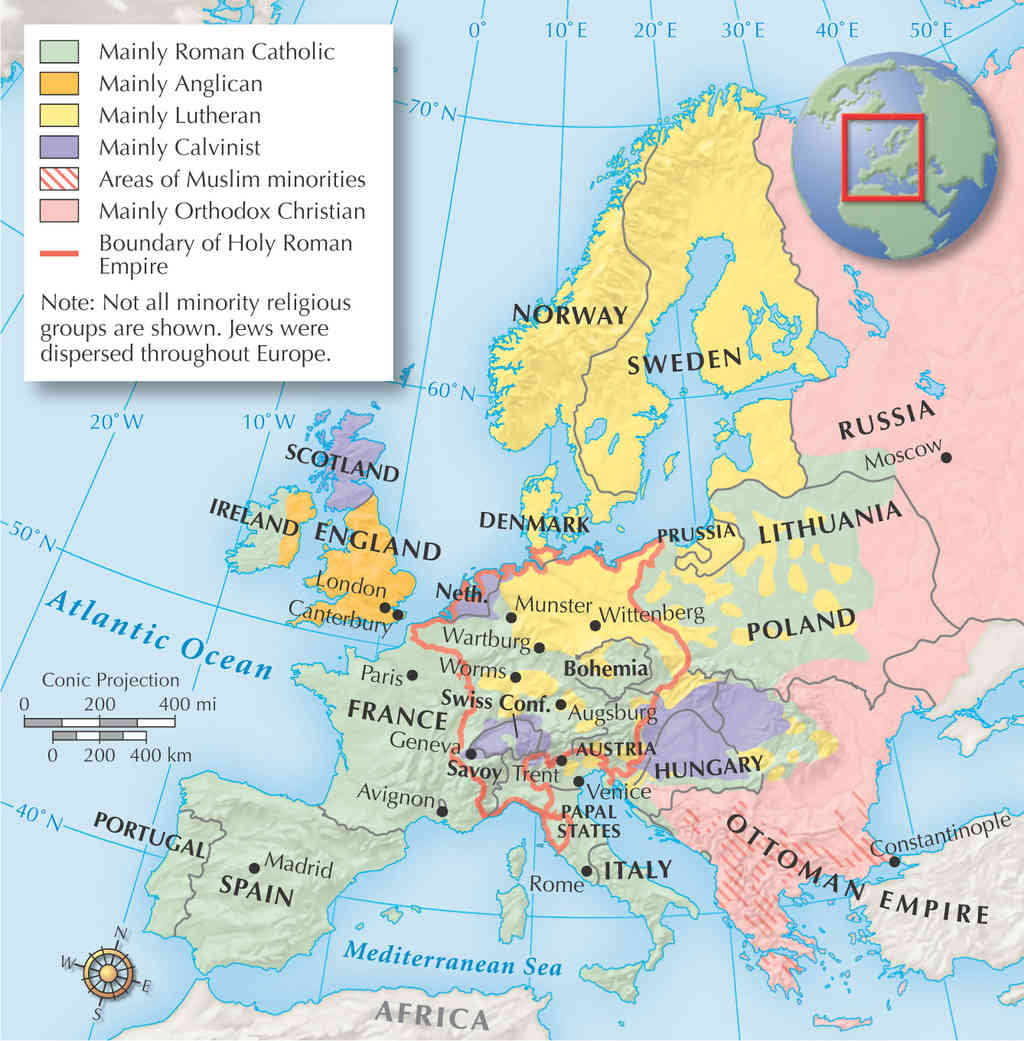 Mainly Roman Catholic
Mainly Anglican
Mainly Lutheran
Mainly Calvinist
Areas of Muslim minorities
Mainly Orthodox Christian
Boundary of Holy Roman
Empire
Note: Not all minority religious
groups are shown. Jews were
dispersed throughout Europe.
0°
10°E
20°E
30°E
40°E
50°E
70°N
60°N
20°W
10°W
50°N
40°N
NORWAY
SWEDEN
RUSSIA
Moscow
SCOTLAND
IRELAND
ENGLAND
London
Canterbury
DENMARK
PRUSSIA
LITHUANIA
Neth.
Munster
Wittenberg
POLAND
Wartburg
Bohemia
Worms
Paris
Swiss Conf.
Augsburg
FRANCE
Geneva
AUSTRIA
Savoy
Trent
HUNGARY
Venice
Avignon
PAPAL
STATES
PORTUGAL
Madrid
SPAIN
Rome
ITALY
OTTOMAN EMPIRE
Constantinople
Atlantic Ocean
Conic Projection
0 200 400 mi
0 200 400 km
Mediterranean Sea
AFRICA
N
W
E
S